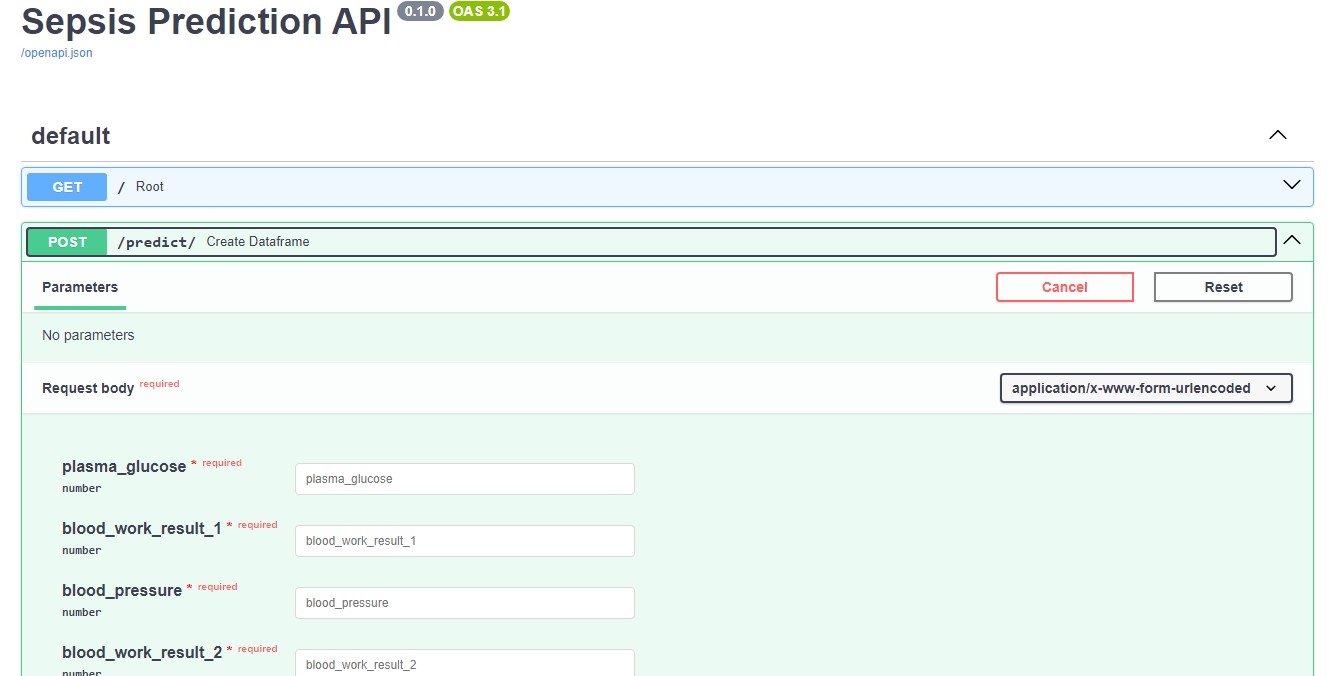 Sepsis Prediction API 0.1.0 OAS 3.1
/openapi.json
default
GET / Root
POST /predict/ Create Dataframe
Parameters Cancel Reset
No parameters
Request body required application/x-www-form-urlencoded
plasma_glucose * required
number plasma_glucose
blood_work_result_1 * required
number blood_work_result_1
blood_pressure * required
number blood_pressure
blood_work_result_2 * required
number blood_work_result_2